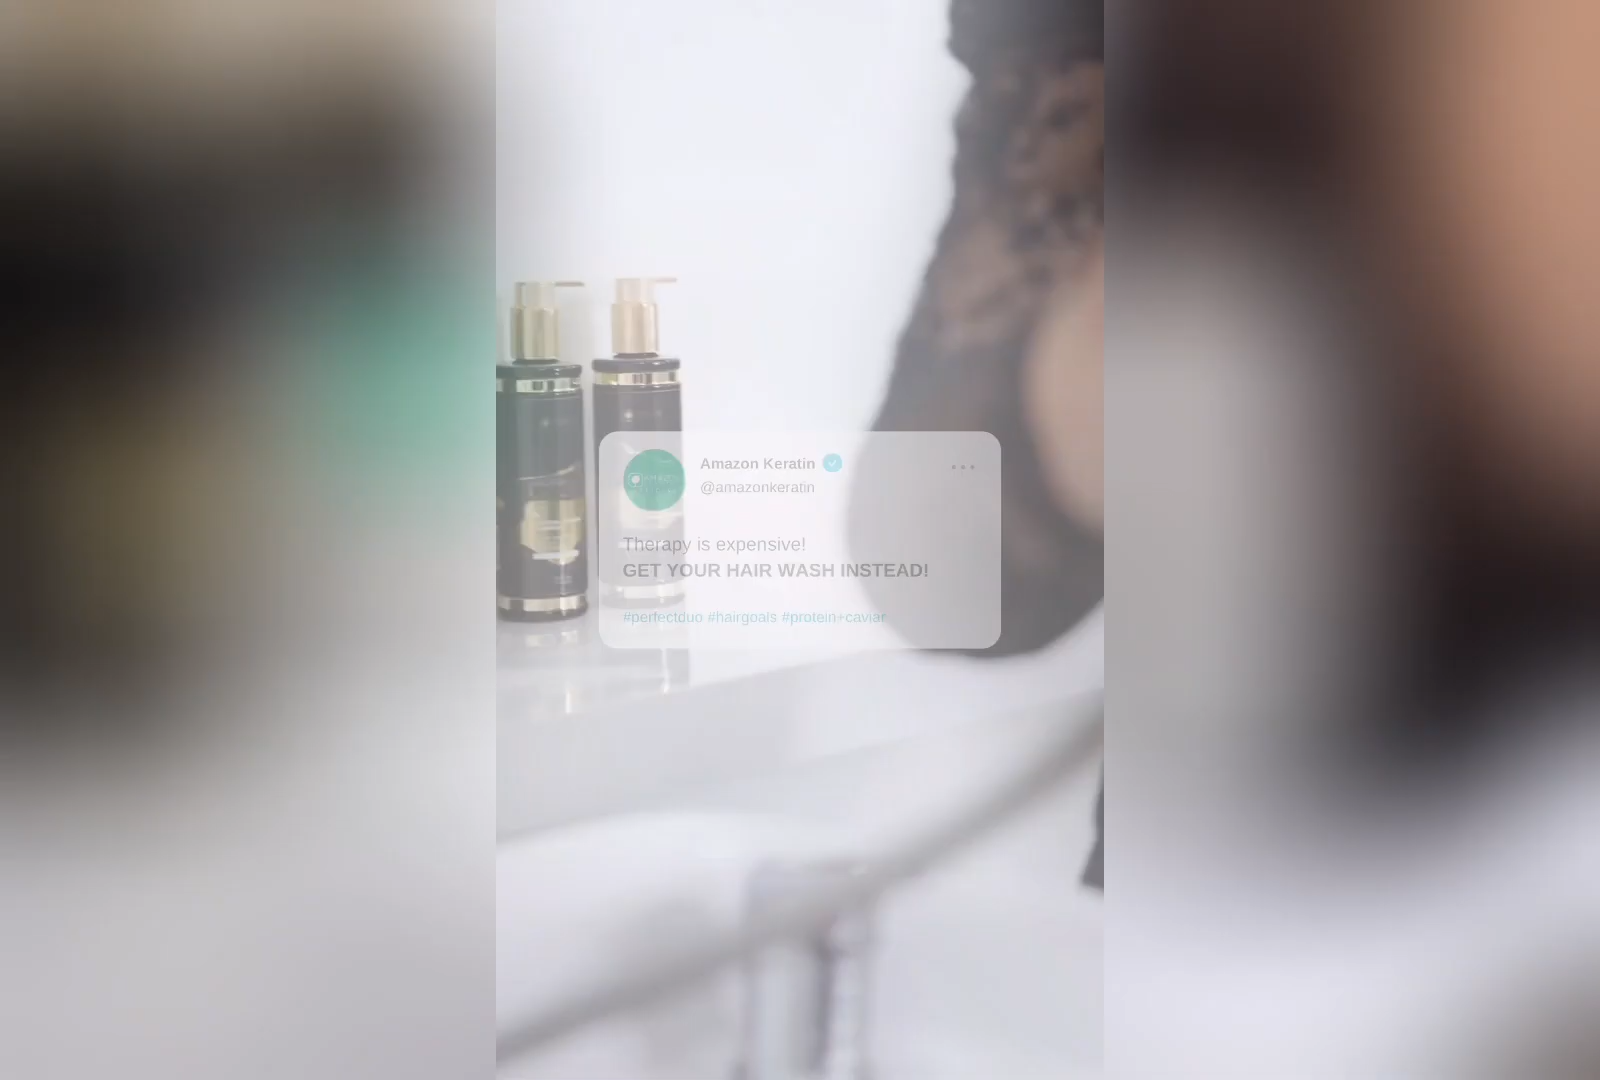 Amazon Keratin
@amazonkeratin
Therapy is expensive!
GET YOUR HAIR WASH INSTEAD!
#perfectduo #hairgoals #protein+caviar